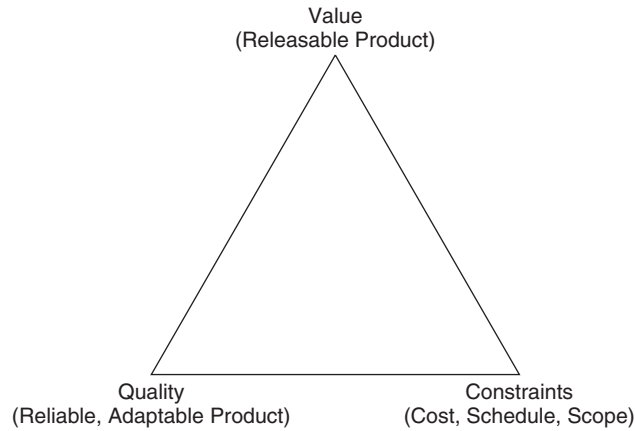 Value
(Releasable Product)
Quality
(Reliable, Adaptable Product)
Constraints
(Cost, Schedule, Scope)